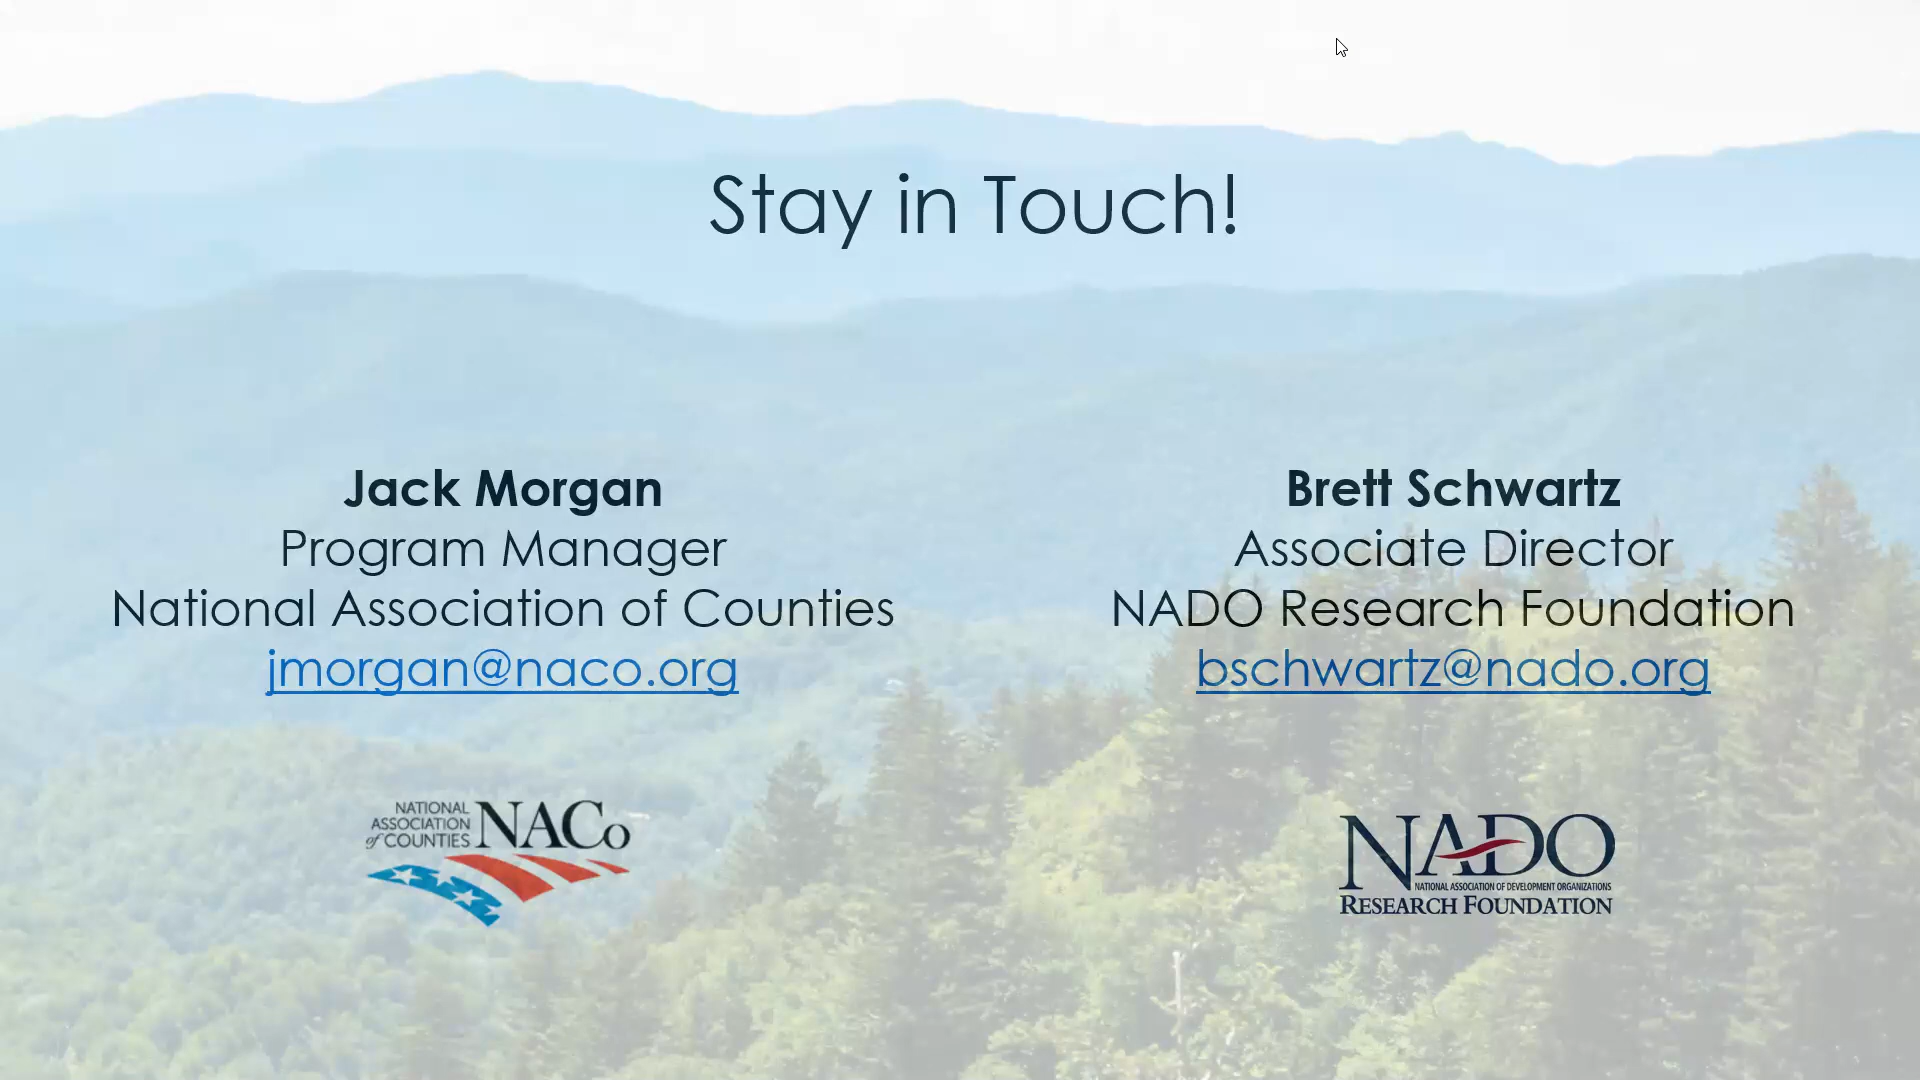 Stay in Touch!
Jack Morgan
Program Manager
National Association of Counties
jmorgan@naco.org
NATIONAL
ASSOCIATION
of COUNTIES
NACo
Brett Schwartz
Associate Director
NADO Research Foundation
bschwartz@nado.org
NADO
NATIONAL ASSOCIATION OF DEVELOPMENT ORGANIZATIONS
RESEARCH FOUNDATION